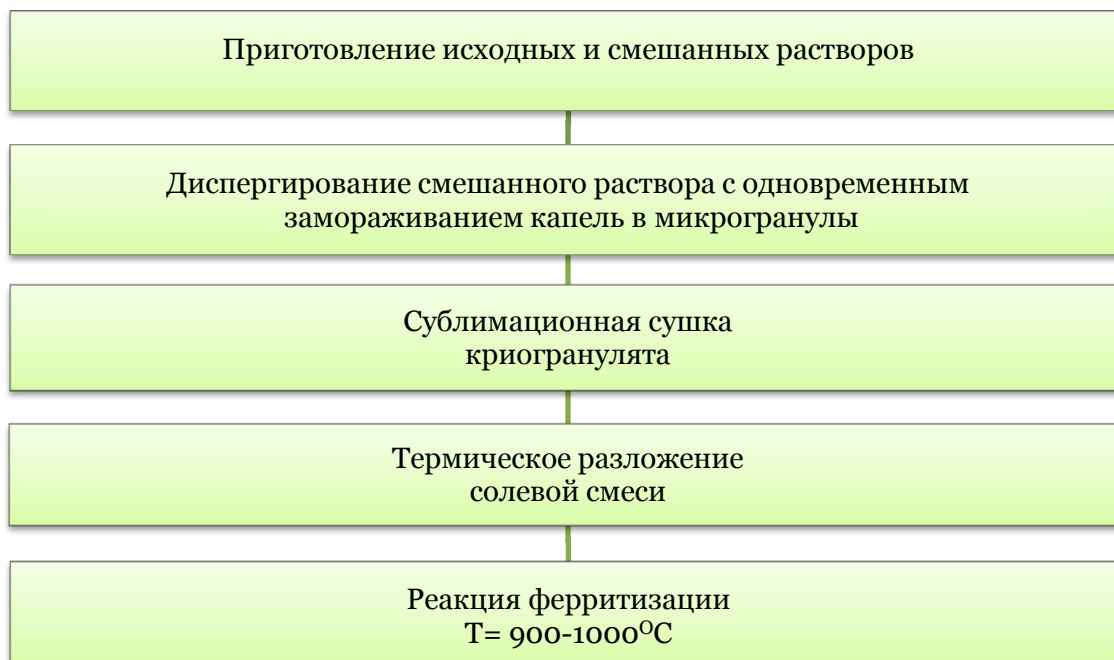 Приготовление исходных и смешанных растворов
Диспергирование смешанного раствора с одновременным
замораживанием капель в микрогранулы
Сублимационная сушка
криогранулята
Термическое разложение
солевой смеси
Реакция ферритизации
T= 900-1000ᴼC